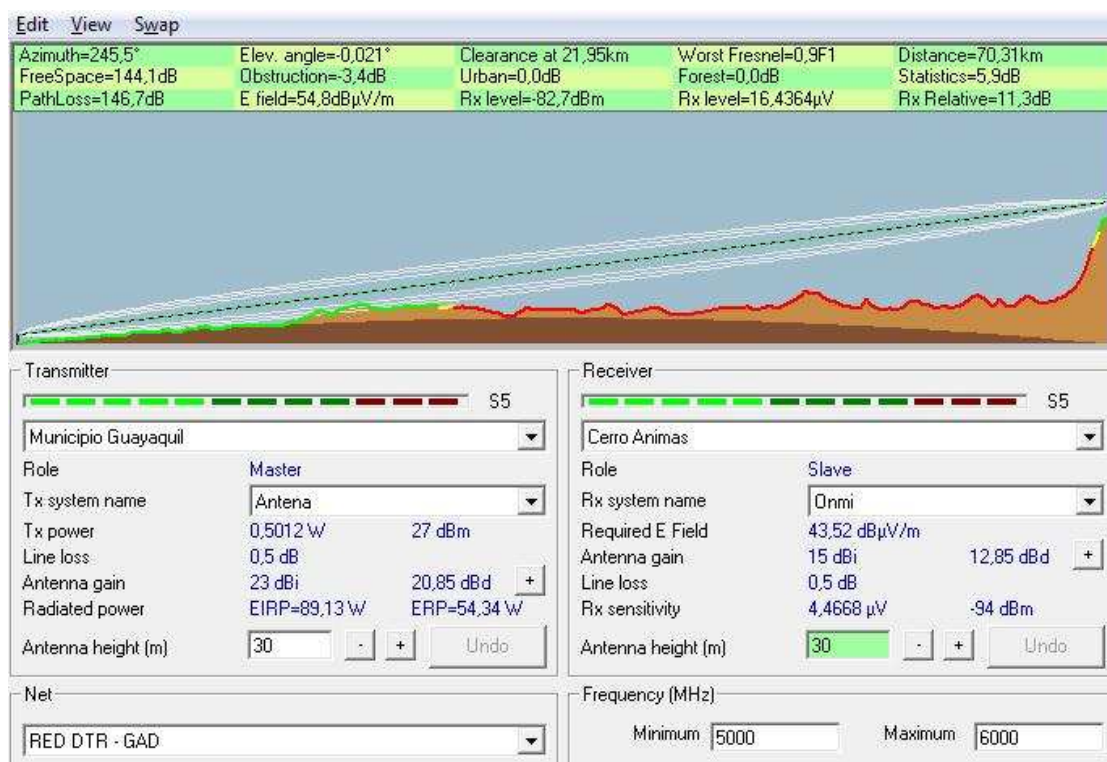 Edit View Swap
Azimuth=245,5° Elev. angle=-0,021° Clearance at 21,95km Worst Fresnel=0,9F1 Distance=70,31km
FreeSpace=144,1dB Obstruction=-3,4dB Urban=0,0dB Forest=0,0dB Statistics=5,9dB
PathLoss=146,7dB E field=54,8dBµV/m Rx level=-82,7dBm Rx level=16,4364µV Rx Relative=11,3dB
Transmitter
S5
Municipio Guayaquil
Role Master
Tx system name Antena
Tx power 0,5012 W 27 dBm
Line loss 0,5 dB
Antenna gain 23 dBi 20,85 dBd +
Radiated power EIRP=89,13 W ERP=54,34 W
Antenna height (m) 30 - + Undo
Net
RED DTR - GAD
Receiver
S5
Cerro Animas
Role Slave
Rx system name Onmi
Required E Field 43,52 dBµV/m
Antenna gain 15 dBi 12,85 dBd +
Line loss 0,5 dB
Rx sensitivity 4,4668 µV -94 dBm
Antenna height (m) 30 - + Undo
Frequency (MHz)
Minimum 5000 Maximum 6000